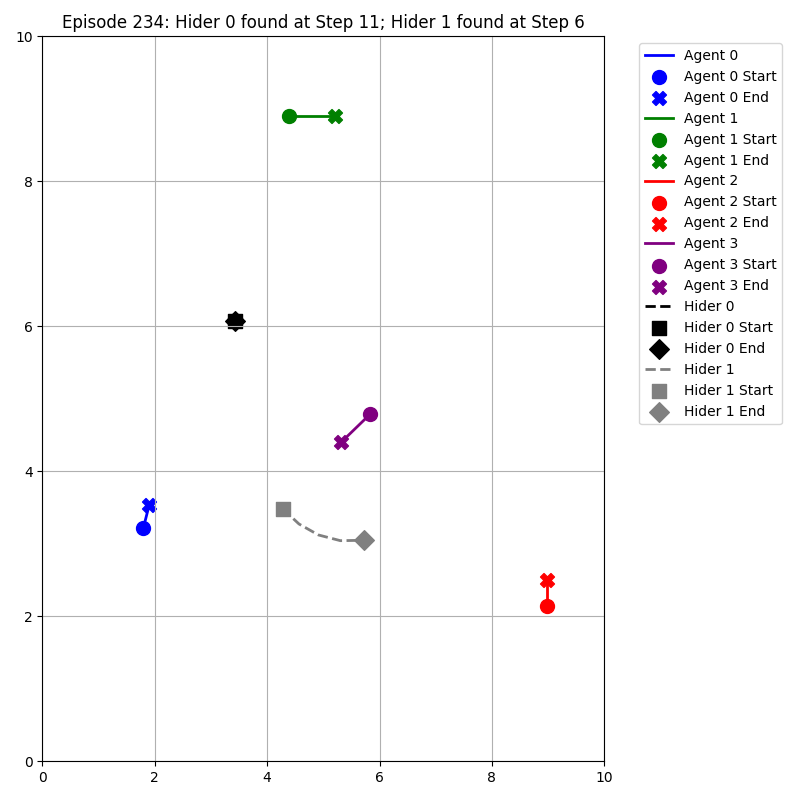 Episode 234: Hider 0 found at Step 11; Hider 1 found at Step 6
10
8
6
4
2
0
0 2 4 6 8 10
Agent 0
Agent 0 Start
Agent 0 End
Agent 1
Agent 1 Start
Agent 1 End
Agent 2
Agent 2 Start
Agent 2 End
Agent 3
Agent 3 Start
Agent 3 End
Hider 0
Hider 0 Start
Hider 0 End
Hider 1
Hider 1 Start
Hider 1 End